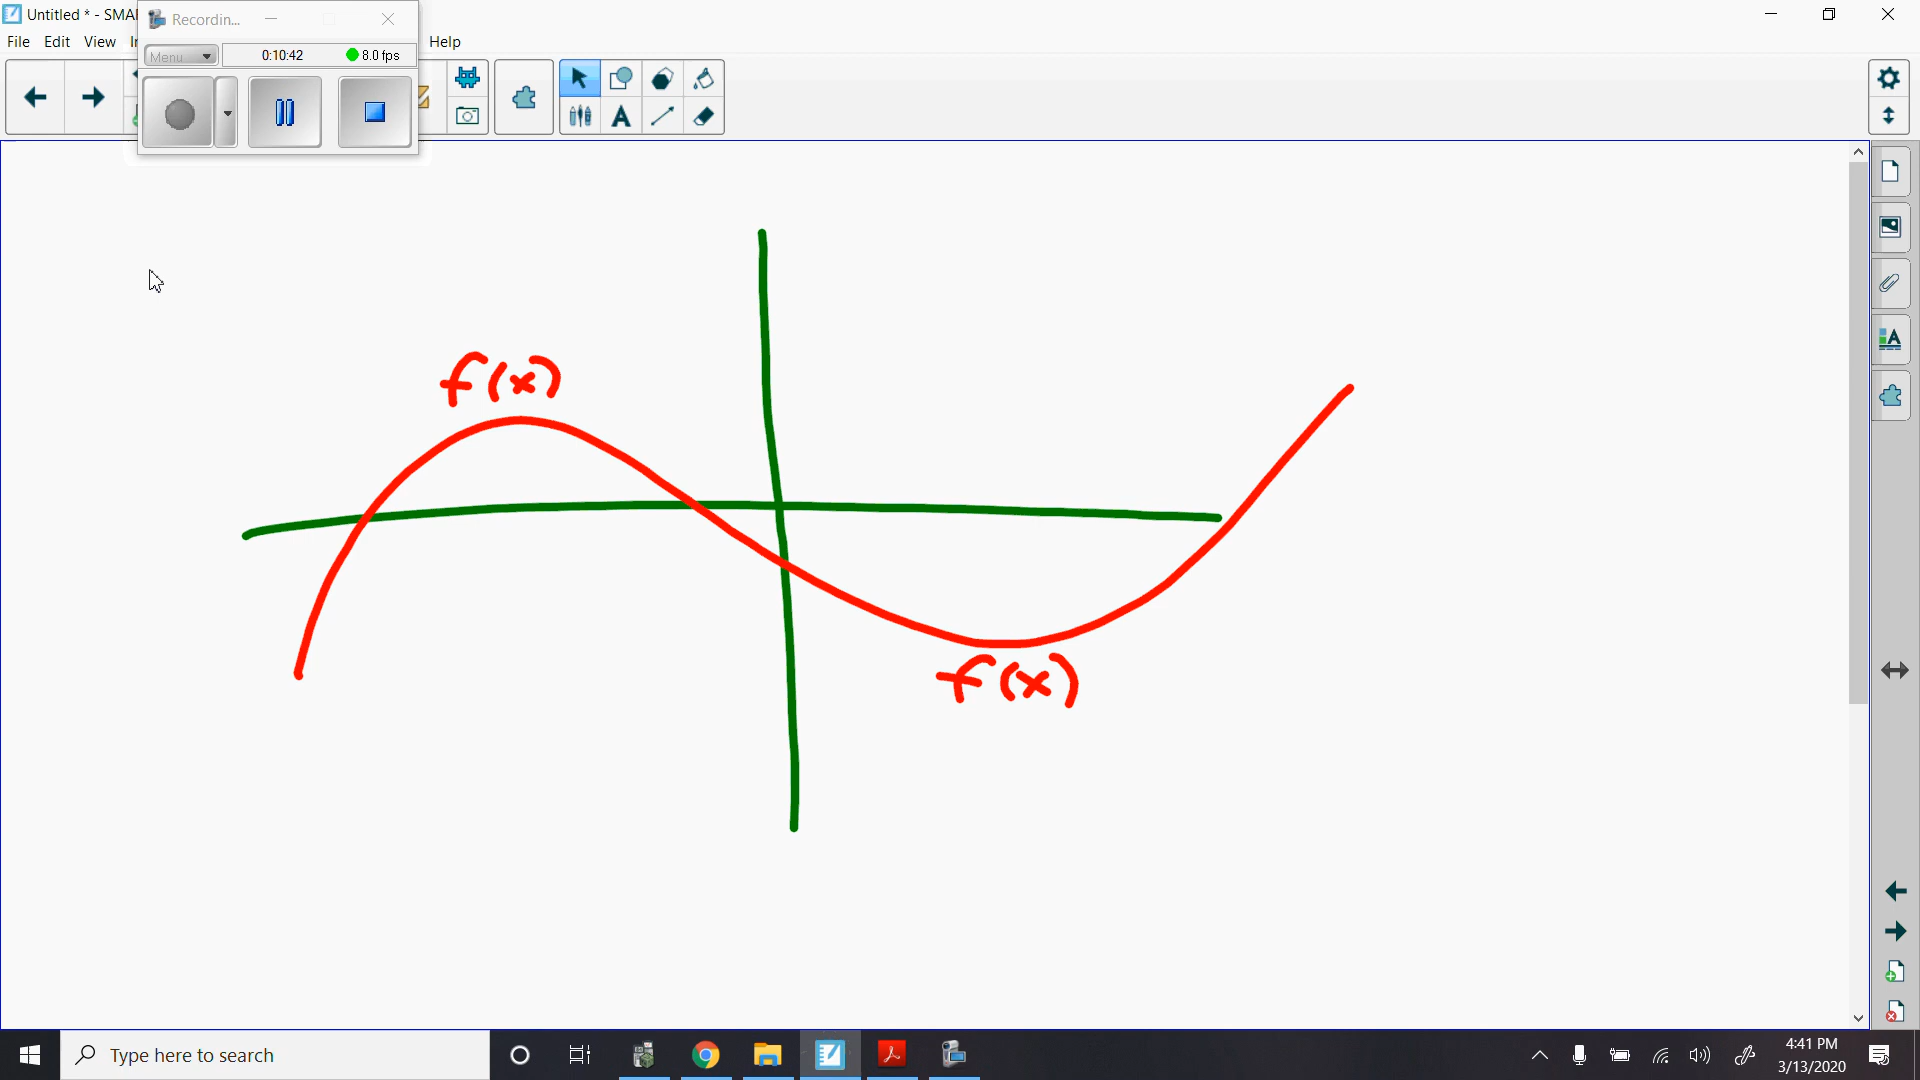 Untitled * - SMA
Recordin...
File Edit View
Help
Menu 0:10:42 8.0 fps
f(x)
f(x)
Type here to search
4:41 PM
3/13/2020